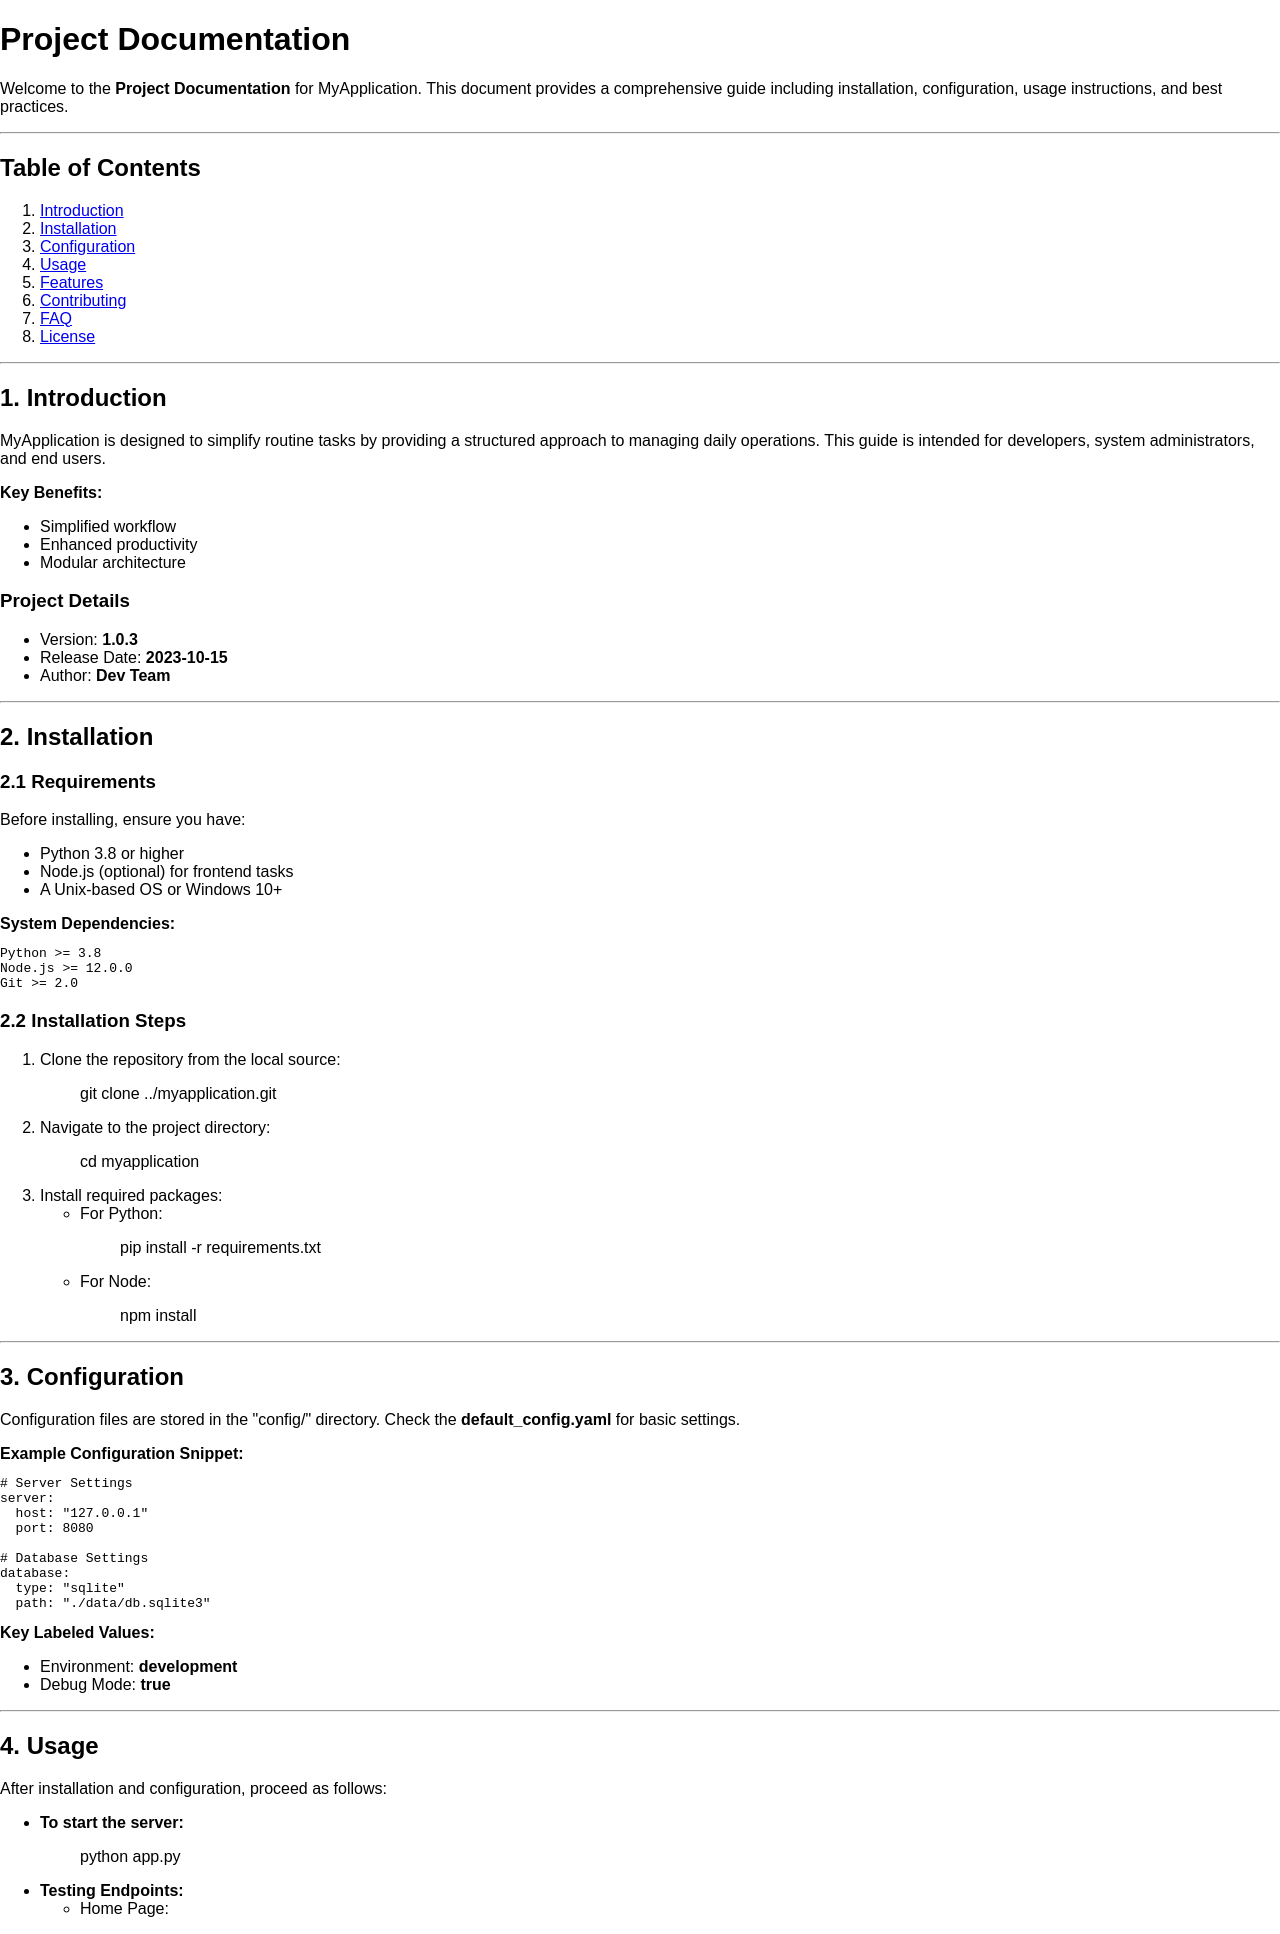 Project Documentation
Welcome to the Project Documentation for MyApplication. This document provides a comprehensive guide including installation, configuration, usage instructions, and best
practices.
Table of Contents
1. Introduction
2. Installation
3. Configuration
4. Usage
5. Features
6. Contributing
7. FAQ
8. License
1. Introduction
MyApplication is designed to simplify routine tasks by providing a structured approach to managing daily operations. This guide is intended for developers, system administrators,
and end users.
Key Benefits:
• Simplified workflow
• Enhanced productivity
• Modular architecture
Project Details
• Version: 1.0.3
• Release Date: 2023-10-15
• Author: Dev Team
2. Installation
2.1 Requirements
Before installing, ensure you have:
• Python 3.8 or higher
• Node.js (optional) for frontend tasks
• A Unix-based OS or Windows 10+
System Dependencies:
Python >= 3.8
Node.js >= 12.0.0
Git >= 2.0
2.2 Installation Steps
1. Clone the repository from the local source:
git clone ../myapplication.git
2. Navigate to the project directory:
cd myapplication
3. Install required packages:
◦ For Python:
pip install -r requirements.txt
◦ For Node:
npm install
3. Configuration
Configuration files are stored in the "config/" directory. Check the default_config.yaml for basic settings.
Example Configuration Snippet:
# Server Settings
server:
  host: "127.0.0.1"
  port: 8080
# Database Settings
database:
  type: "sqlite"
  path: "./data/db.sqlite3"
Key Labeled Values:
• Environment: development
• Debug Mode: true
4. Usage
After installation and configuration, proceed as follows:
• To start the server:
python app.py
• Testing Endpoints:
◦ Home Page: